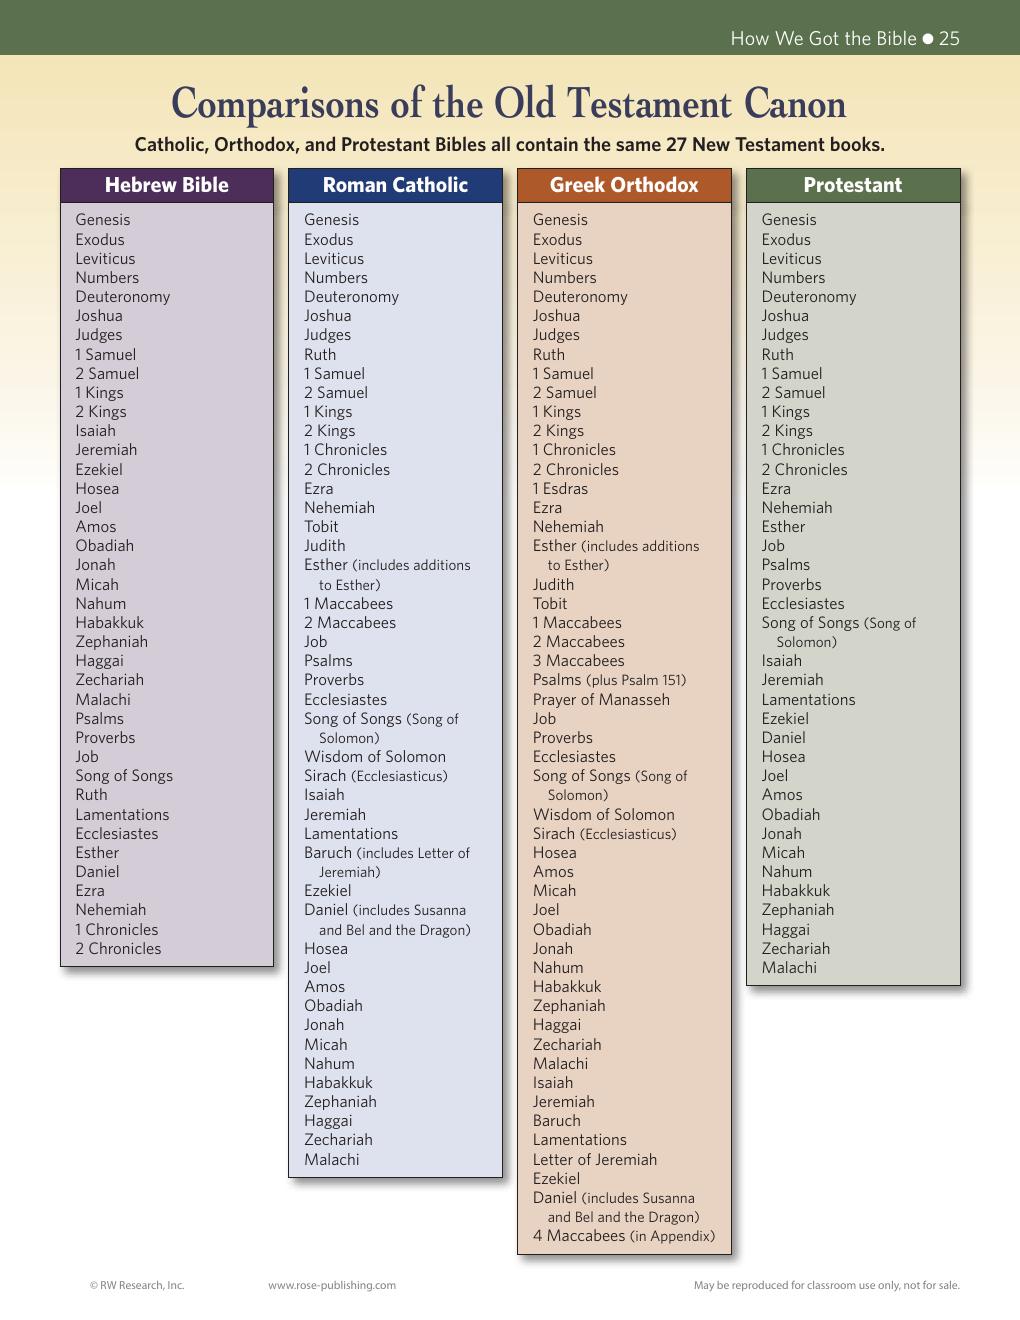 How We Got the Bible ● 25
Comparisons of the Old Testament Canon
Catholic, Orthodox, and Protestant Bibles all contain the same 27 New Testament books.
Hebrew Bible
Genesis
Exodus
Leviticus
Numbers
Deuteronomy
Joshua
Judges
1 Samuel
2 Samuel
1 Kings
2 Kings
Isaiah
Jeremiah
Ezekiel
Hosea
Joel
Amos
Obadiah
Jonah
Micah
Nahum
Habakkuk
Zephaniah
Haggai
Zechariah
Malachi
Psalms
Proverbs
Job
Song of Songs
Ruth
Lamentations
Ecclesiastes
Esther
Daniel
Ezra
Nehemiah
1 Chronicles
2 Chronicles
Roman Catholic
Genesis
Exodus
Leviticus
Numbers
Deuteronomy
Joshua
Judges
Ruth
1 Samuel
2 Samuel
1 Kings
2 Kings
1 Chronicles
2 Chronicles
Ezra
Nehemiah
Tobit
Judith
Esther (includes additions
to Esther)
1 Maccabees
2 Maccabees
Job
Psalms
Proverbs
Ecclesiastes
Song of Songs (Song of
Solomon)
Wisdom of Solomon
Sirach (Ecclesiasticus)
Isaiah
Jeremiah
Lamentations
Baruch (includes Letter of
Jeremiah)
Ezekiel
Daniel (includes Susanna
and Bel and the Dragon)
Hosea
Joel
Amos
Obadiah
Jonah
Micah
Nahum
Habakkuk
Zephaniah
Haggai
Zechariah
Malachi
Greek Orthodox
Genesis
Exodus
Leviticus
Numbers
Deuteronomy
Joshua
Judges
Ruth
1 Samuel
2 Samuel
1 Kings
2 Kings
1 Chronicles
2 Chronicles
1 Esdras
Ezra
Nehemiah
Esther (includes additions
to Esther)
Judith
Tobit
1 Maccabees
2 Maccabees
3 Maccabees
Psalms (plus Psalm 151)
Prayer of Manasseh
Job
Proverbs
Ecclesiastes
Song of Songs (Song of
Solomon)
Wisdom of Solomon
Sirach (Ecclesiasticus)
Hosea
Amos
Micah
Joel
Obadiah
Jonah
Nahum
Habakkuk
Zephaniah
Haggai
Zechariah
Malachi
Isaiah
Jeremiah
Baruch
Lamentations
Letter of Jeremiah
Ezekiel
Daniel (includes Susanna
and Bel and the Dragon)
4 Maccabees (in Appendix)
Protestant
Genesis
Exodus
Leviticus
Numbers
Deuteronomy
Joshua
Judges
Ruth
1 Samuel
2 Samuel
1 Kings
2 Kings
1 Chronicles
2 Chronicles
Ezra
Nehemiah
Esther
Job
Psalms
Proverbs
Ecclesiastes
Song of Songs (Song of
Solomon)
Isaiah
Jeremiah
Lamentations
Ezekiel
Daniel
Hosea
Joel
Amos
Obadiah
Jonah
Micah
Nahum
Habakkuk
Zephaniah
Haggai
Zechariah
Malachi
© RW Research, Inc.
www.rose-publishing.com
May be reproduced for classroom use only, not for sale.